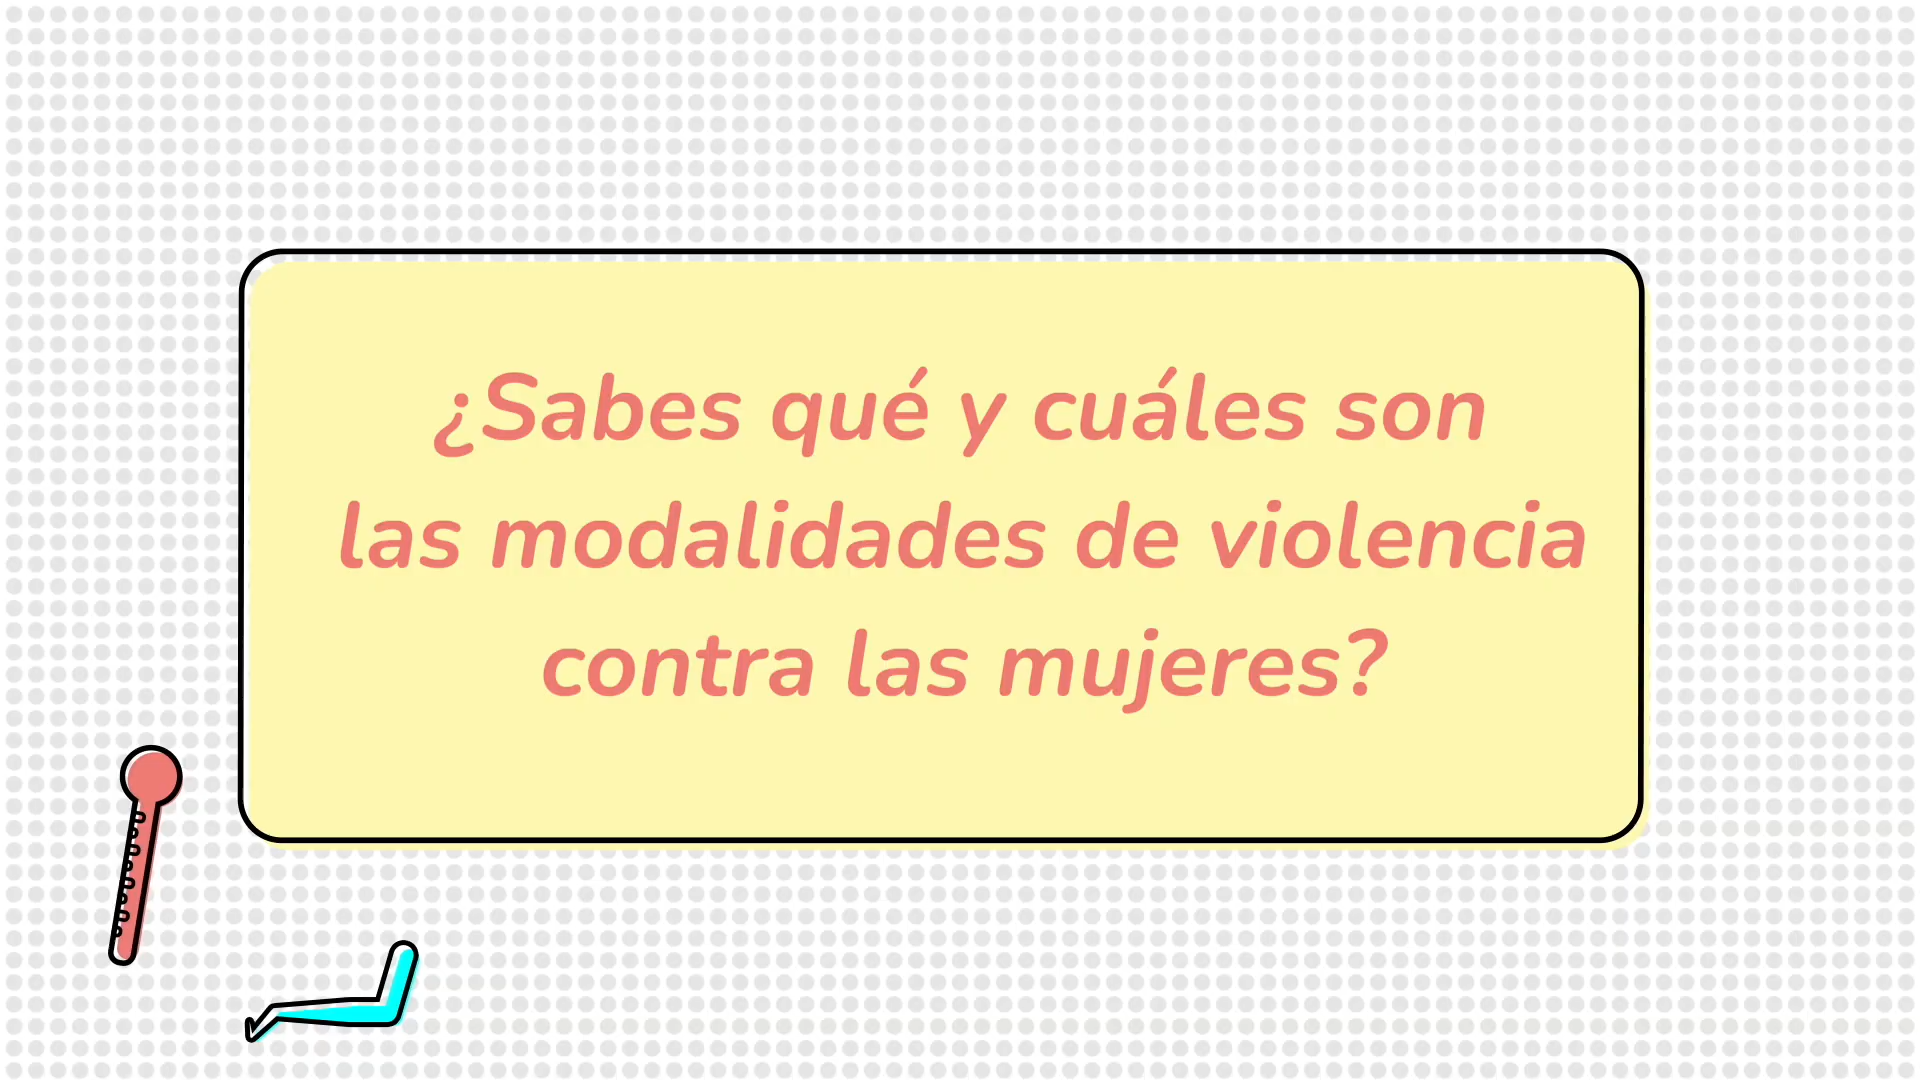 ¿Sabes qué y cuáles son
las modalidades de violencia
contra las mujeres?